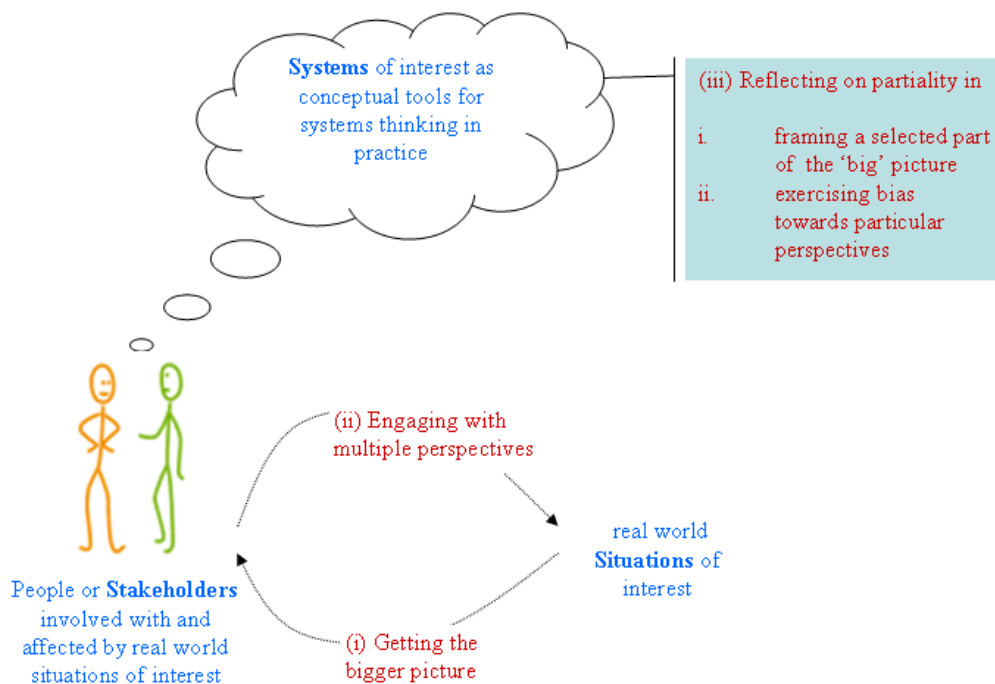 Systems of interest as
conceptual tools for
systems thinking in
practice
(iii) Reflecting on partiality in
i. framing a selected part
of the ‘big’ picture
ii. exercising bias
towards particular
perspectives
(ii) Engaging with
multiple perspectives
real world
Situations of
interest
People or Stakeholders
involved with and
affected by real world
situations of interest
(i) Getting the
bigger picture